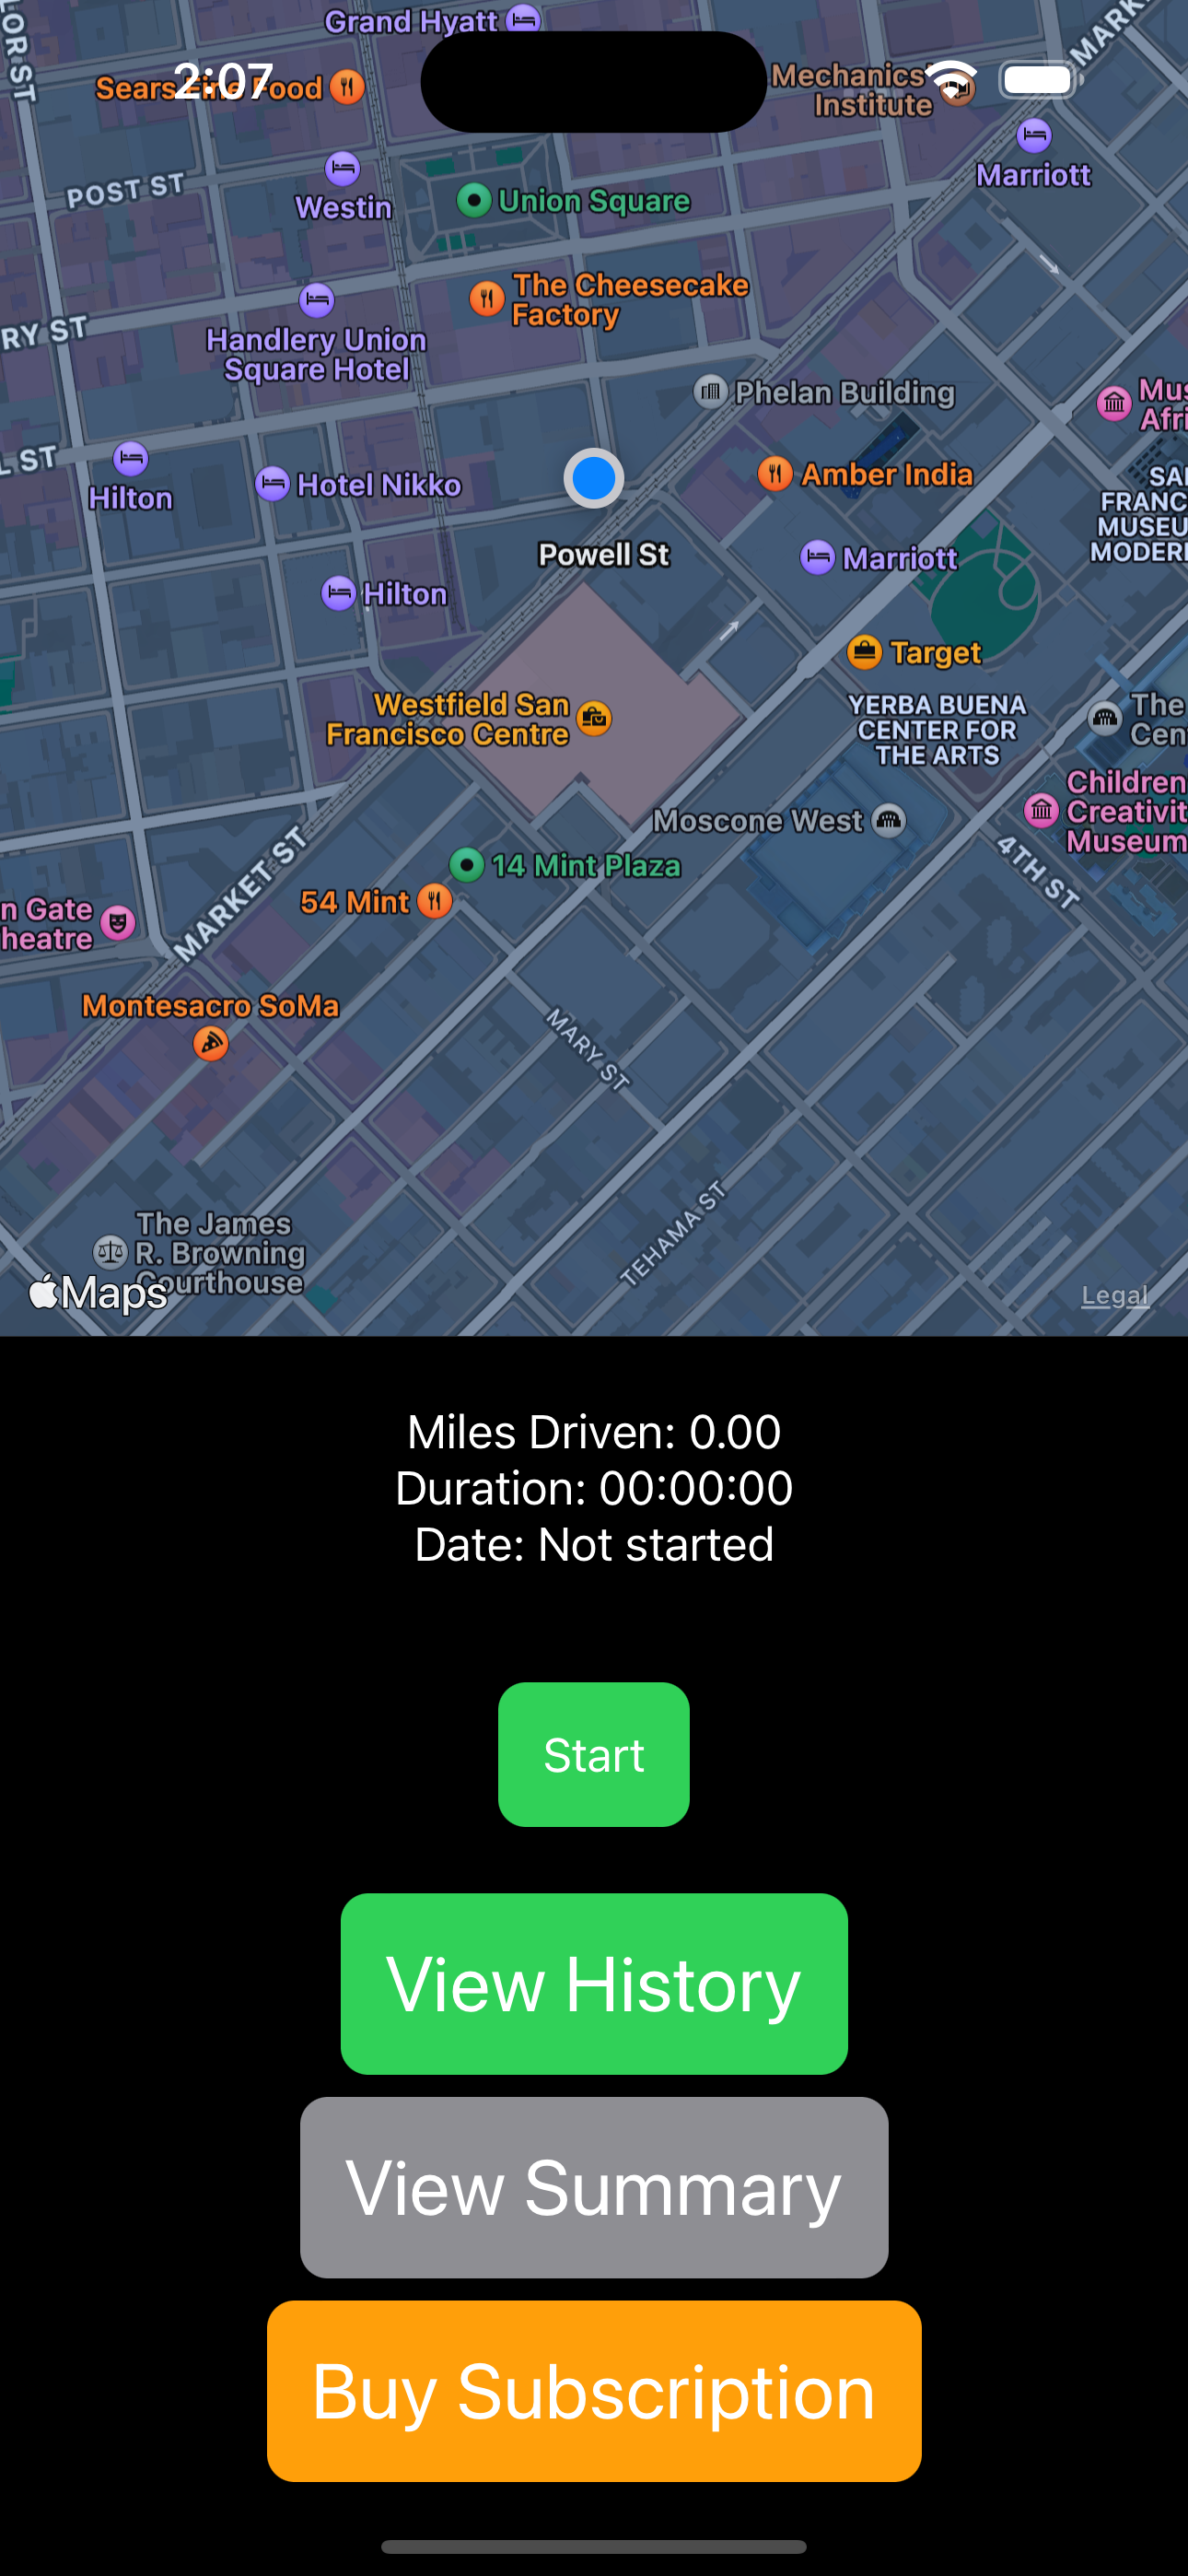 LOR ST
Grand Hyatt
MARK
2:07
Sears Fine Food
Mechanics'
Institute
Marriott
POST ST
Westin
Union Square
The Cheesecake
Factory
RY ST
Handlery Union
Square Hotel
Phelan Building
Mus
Afri
L ST
Hilton
Hotel Nikko
Amber India
SA
FRANC
MUSEU
MODER
Powell St
Marriott
Hilton
Target
Westfield San
Francisco Centre
YERBA BUENA
CENTER FOR
THE ARTS
The
Cen
Children
Creativit
Museum
Moscone West
4TH ST
14 Mint Plaza
54 Mint
MARKET ST
n Gate
heatre
Montesacro SoMa
MARY ST
TEHAMA ST
The James
R. Browning
Courthouse
Maps
Legal
Miles Driven: 0.00
Duration: 00:00:00
Date: Not started
Start
View History
View Summary
Buy Subscription